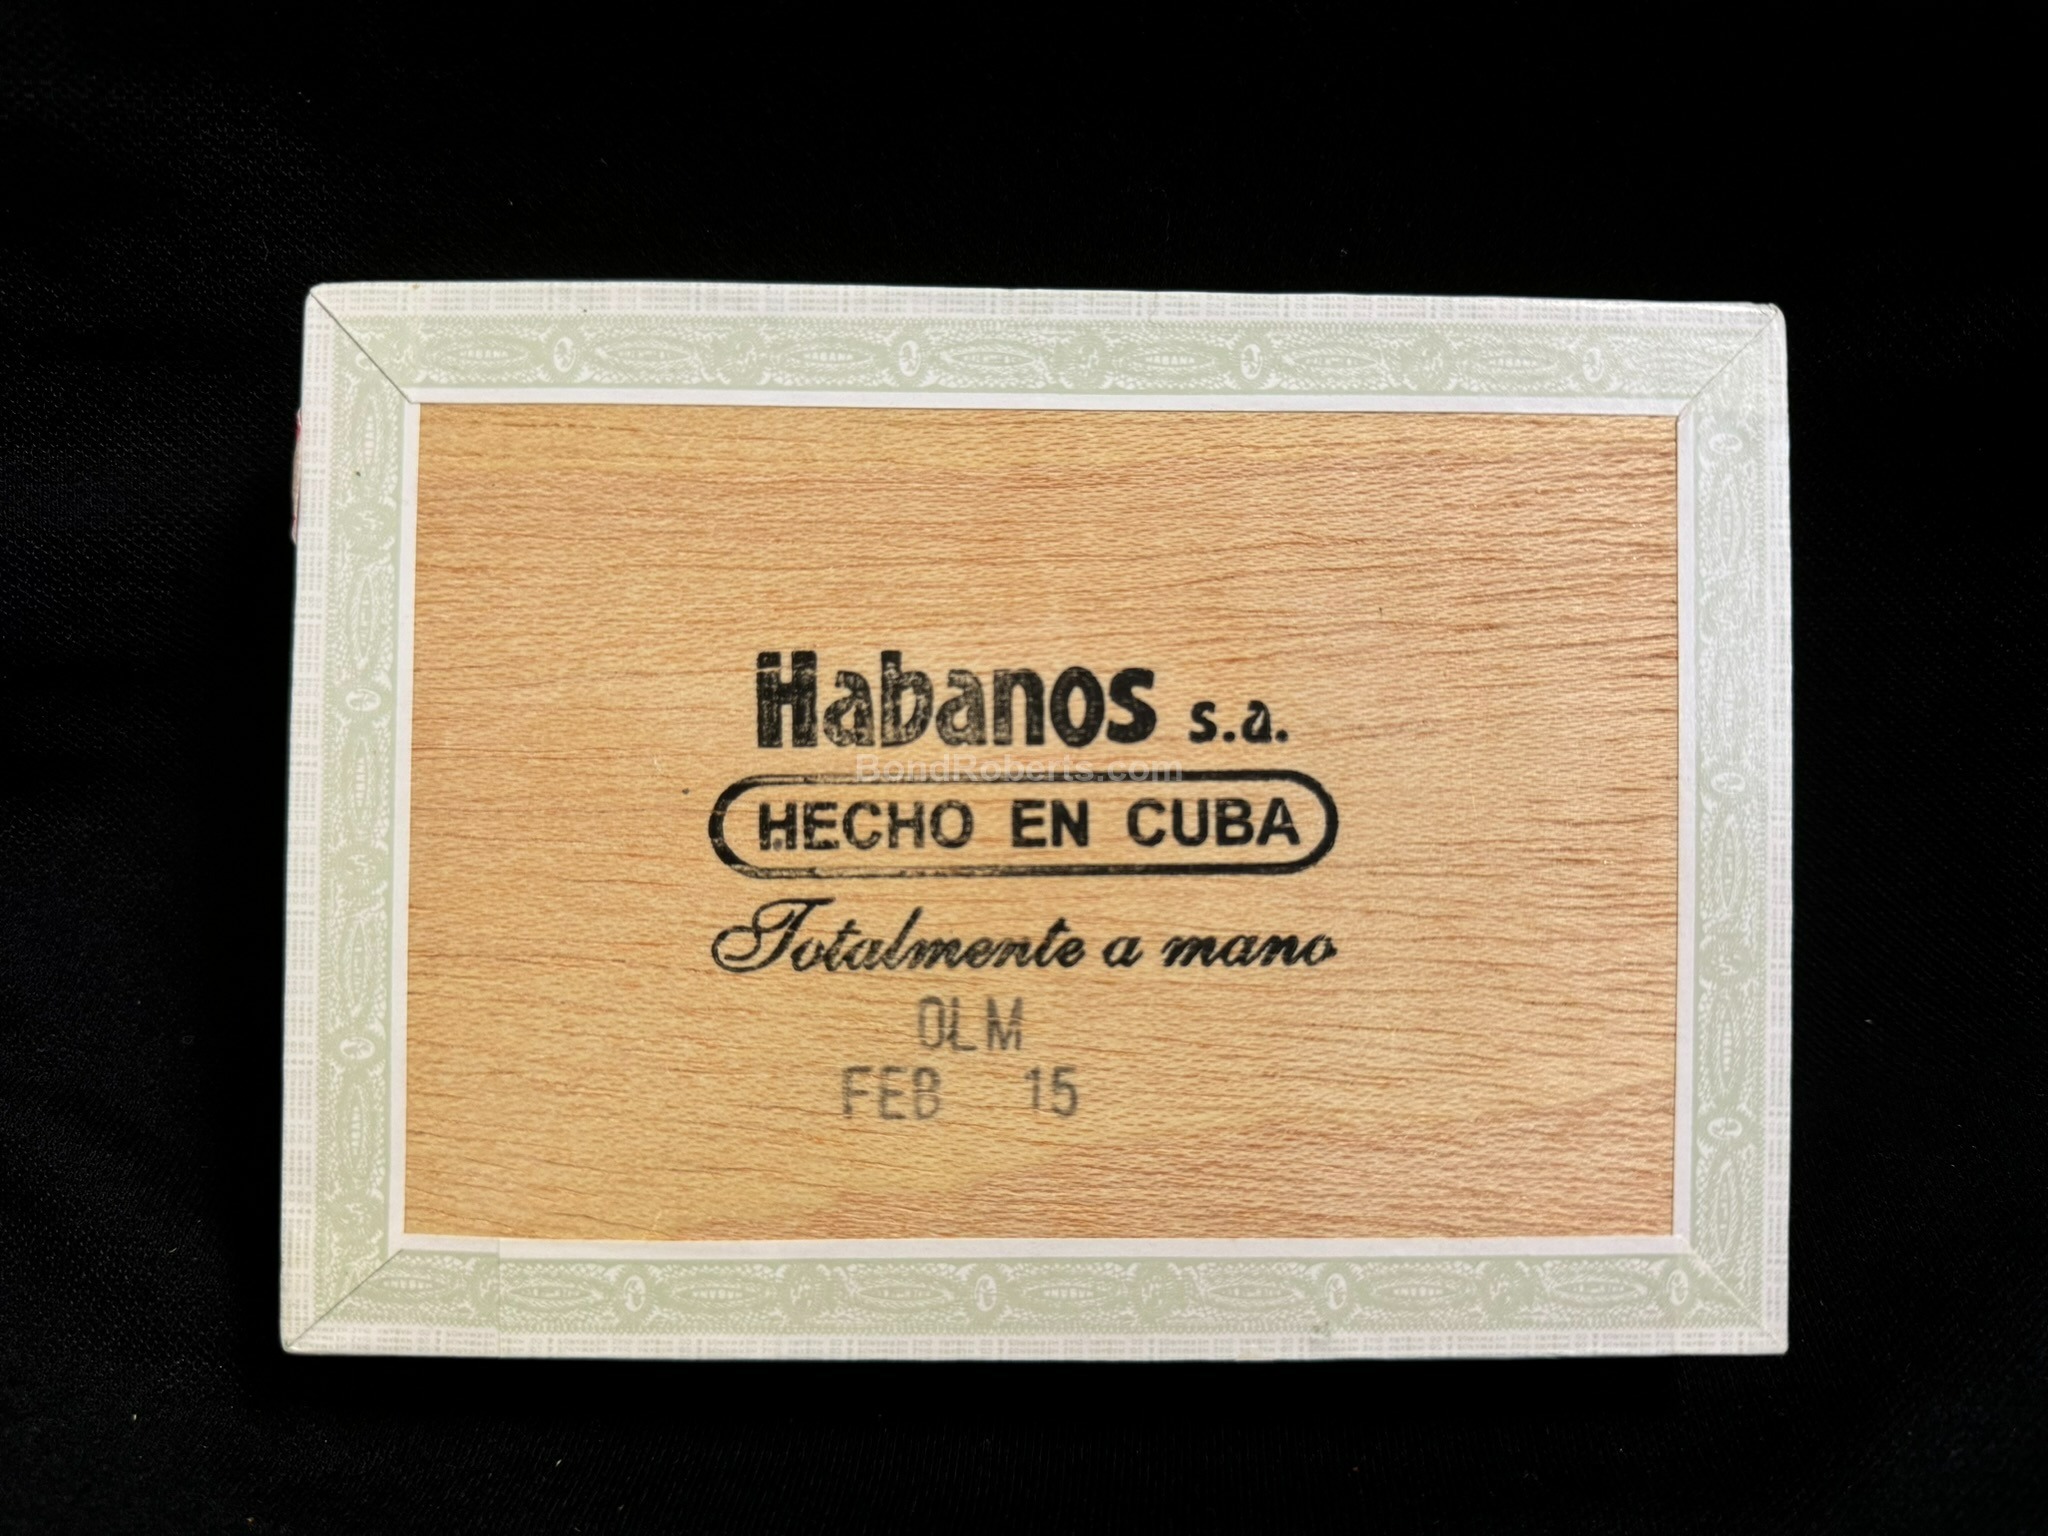 Habanos s.a.
BondRoberts.com
HECHO EN CUBA
Totalmente a mano
OLM
FEB 15